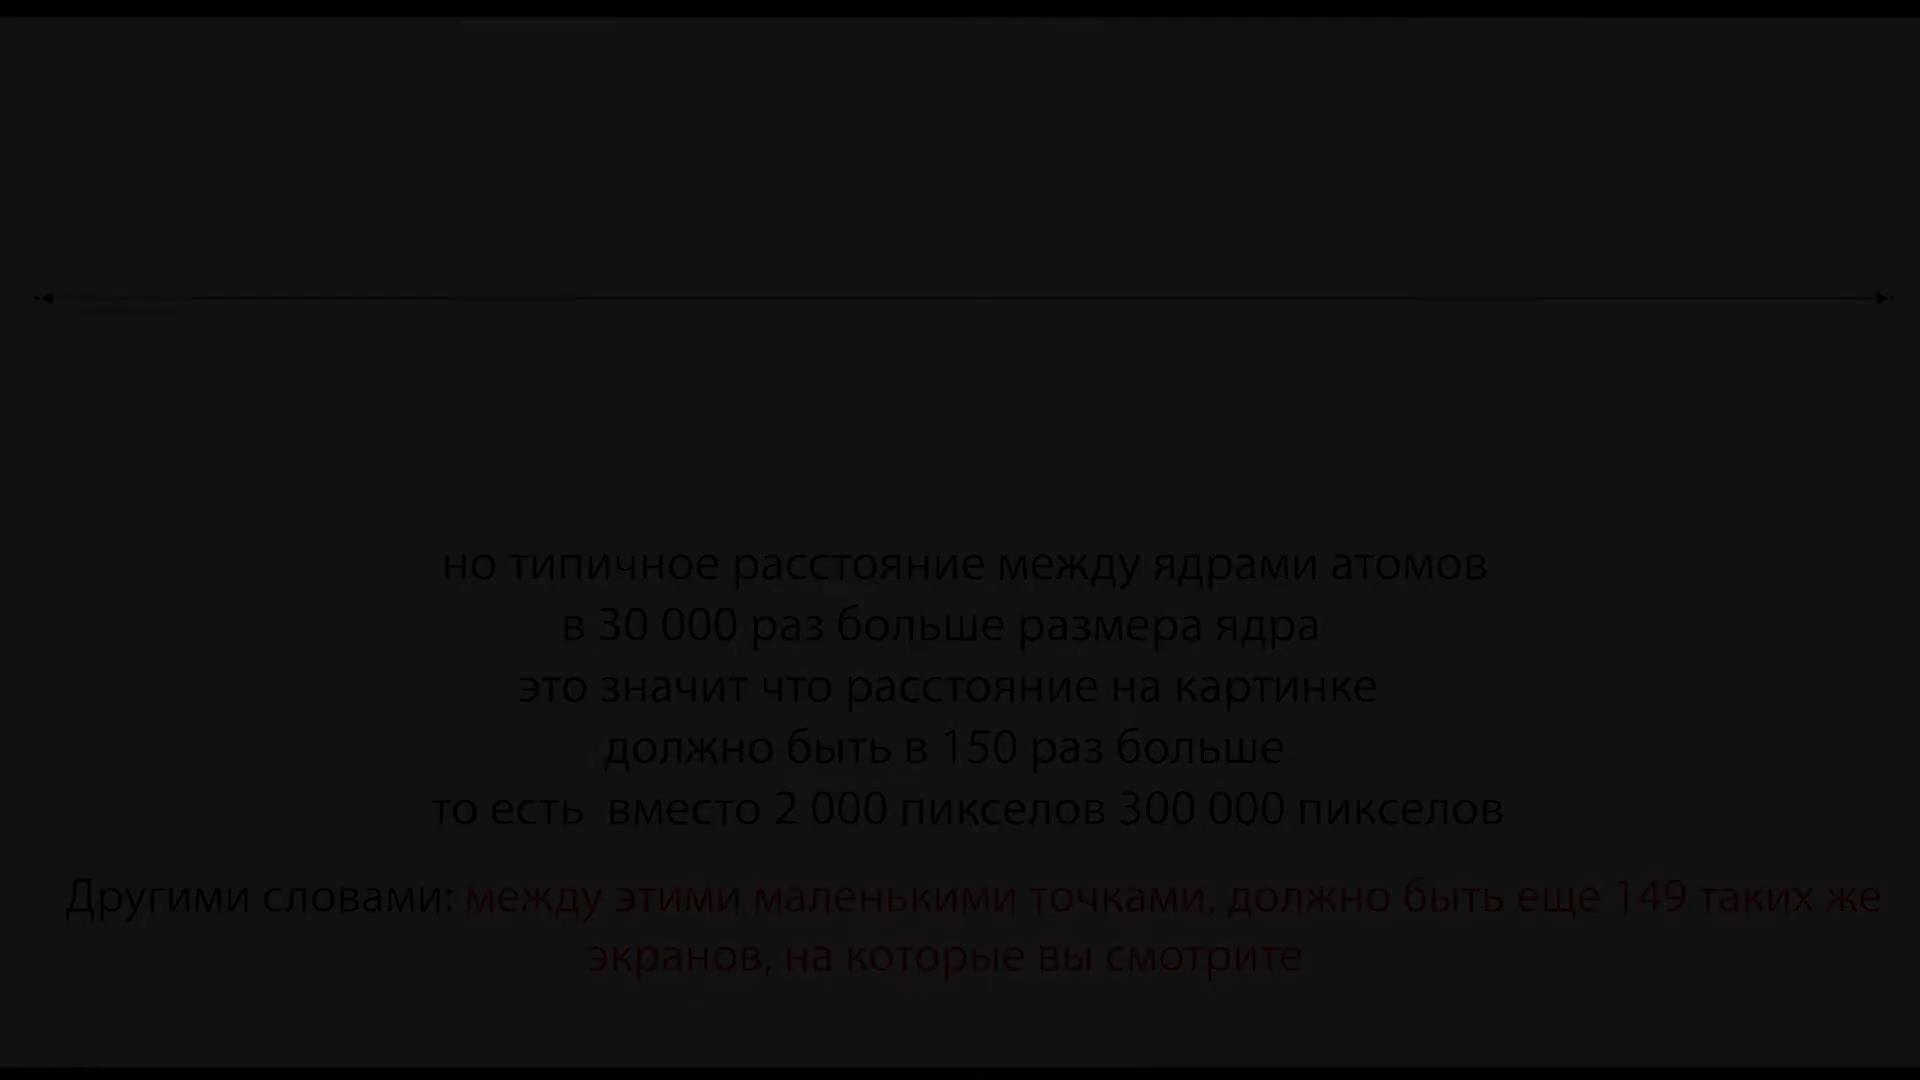 но типичное расстояние между ядрами атомов
в 30 000 раз больше размера ядра
это значит что расстояние на картинке
должно быть в 150 раз больше
то есть вместо 2 000 пикселов 300 000 пикселов
Другими словами: между этими маленькими точками, должно быть еще 149 таких же
экранов, на которые вы смотрите